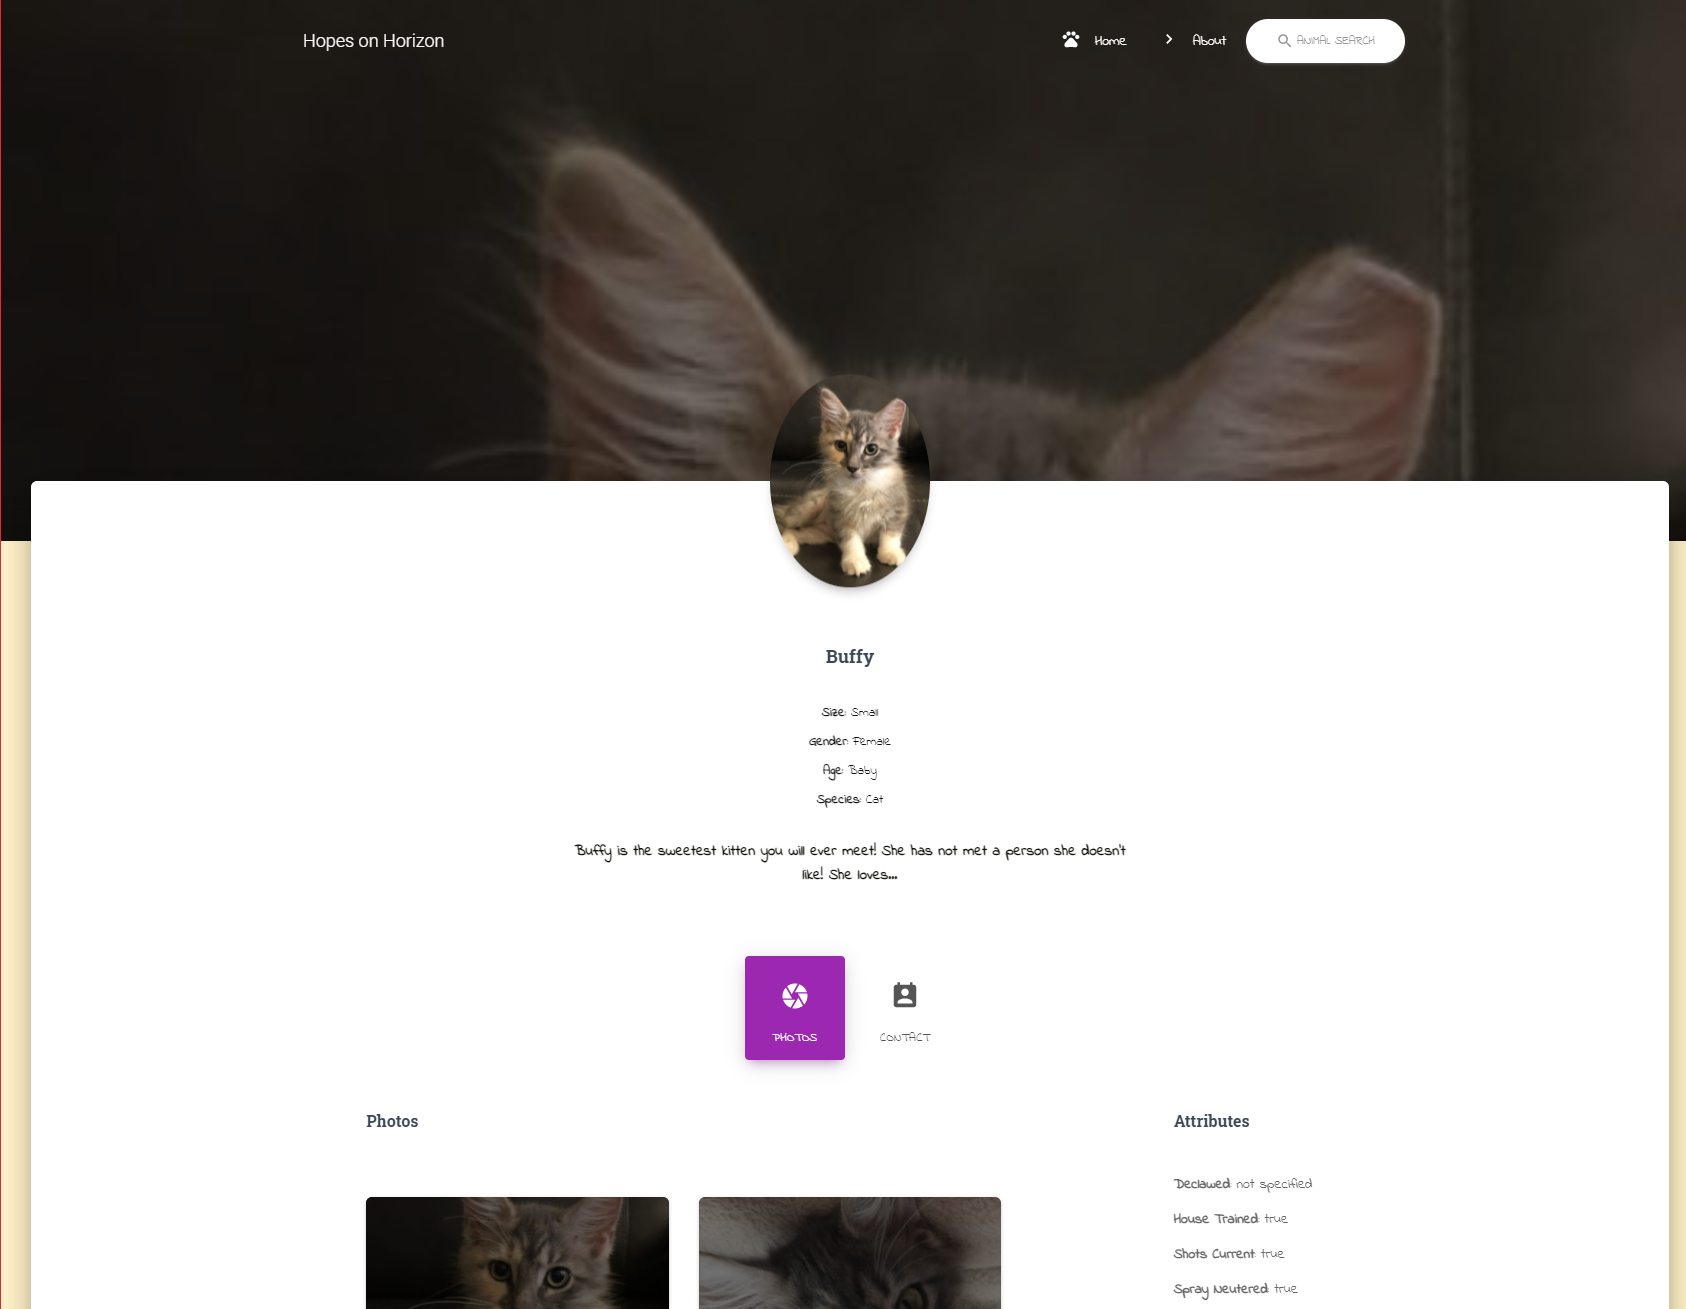 Hopes on Horizon
Home
About
ANIMAL SEARCH
Buffy
Size: Small
Gender: Female
Age: Baby
Species: Cat
Buffy is the sweetest kitten you will ever meet! She has not met a person she doesn't
like! She loves...
PHOTOS
CONTACT
Photos
Attributes
Declawed: not specified
House Trained: true
Shots Current: true
Spray Neutered: true